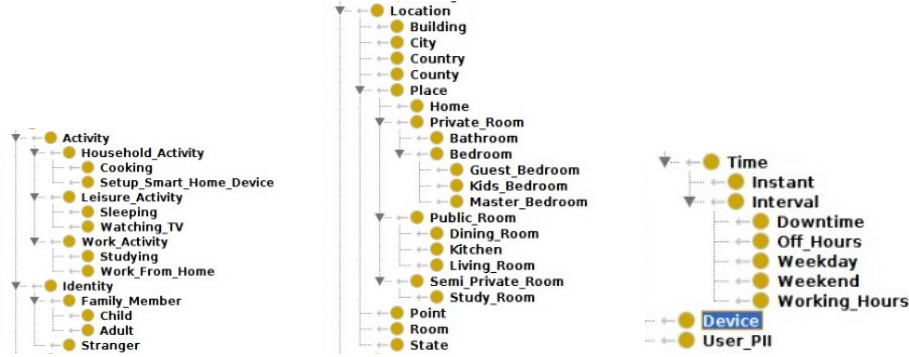 Activity
Household_Activity
Cooking
Setup_Smart_Home_Device
Leisure_Activity
Sleeping
Watching_TV
Work_Activity
Studying
Work_From_Home
Identity
Family_Member
Child
Adult
Stranger
Location
Building
City
Country
County
Place
Home
Private_Room
Bathroom
Bedroom
Guest_Bedroom
Kids_Bedroom
Master_Bedroom
Public_Room
Dining_Room
Kitchen
Living_Room
Semi_Private_Room
Study_Room
Point
Room
State
Time
Instant
Interval
Downtime
Off_Hours
Weekday
Weekend
Working_Hours
Device
User_PII